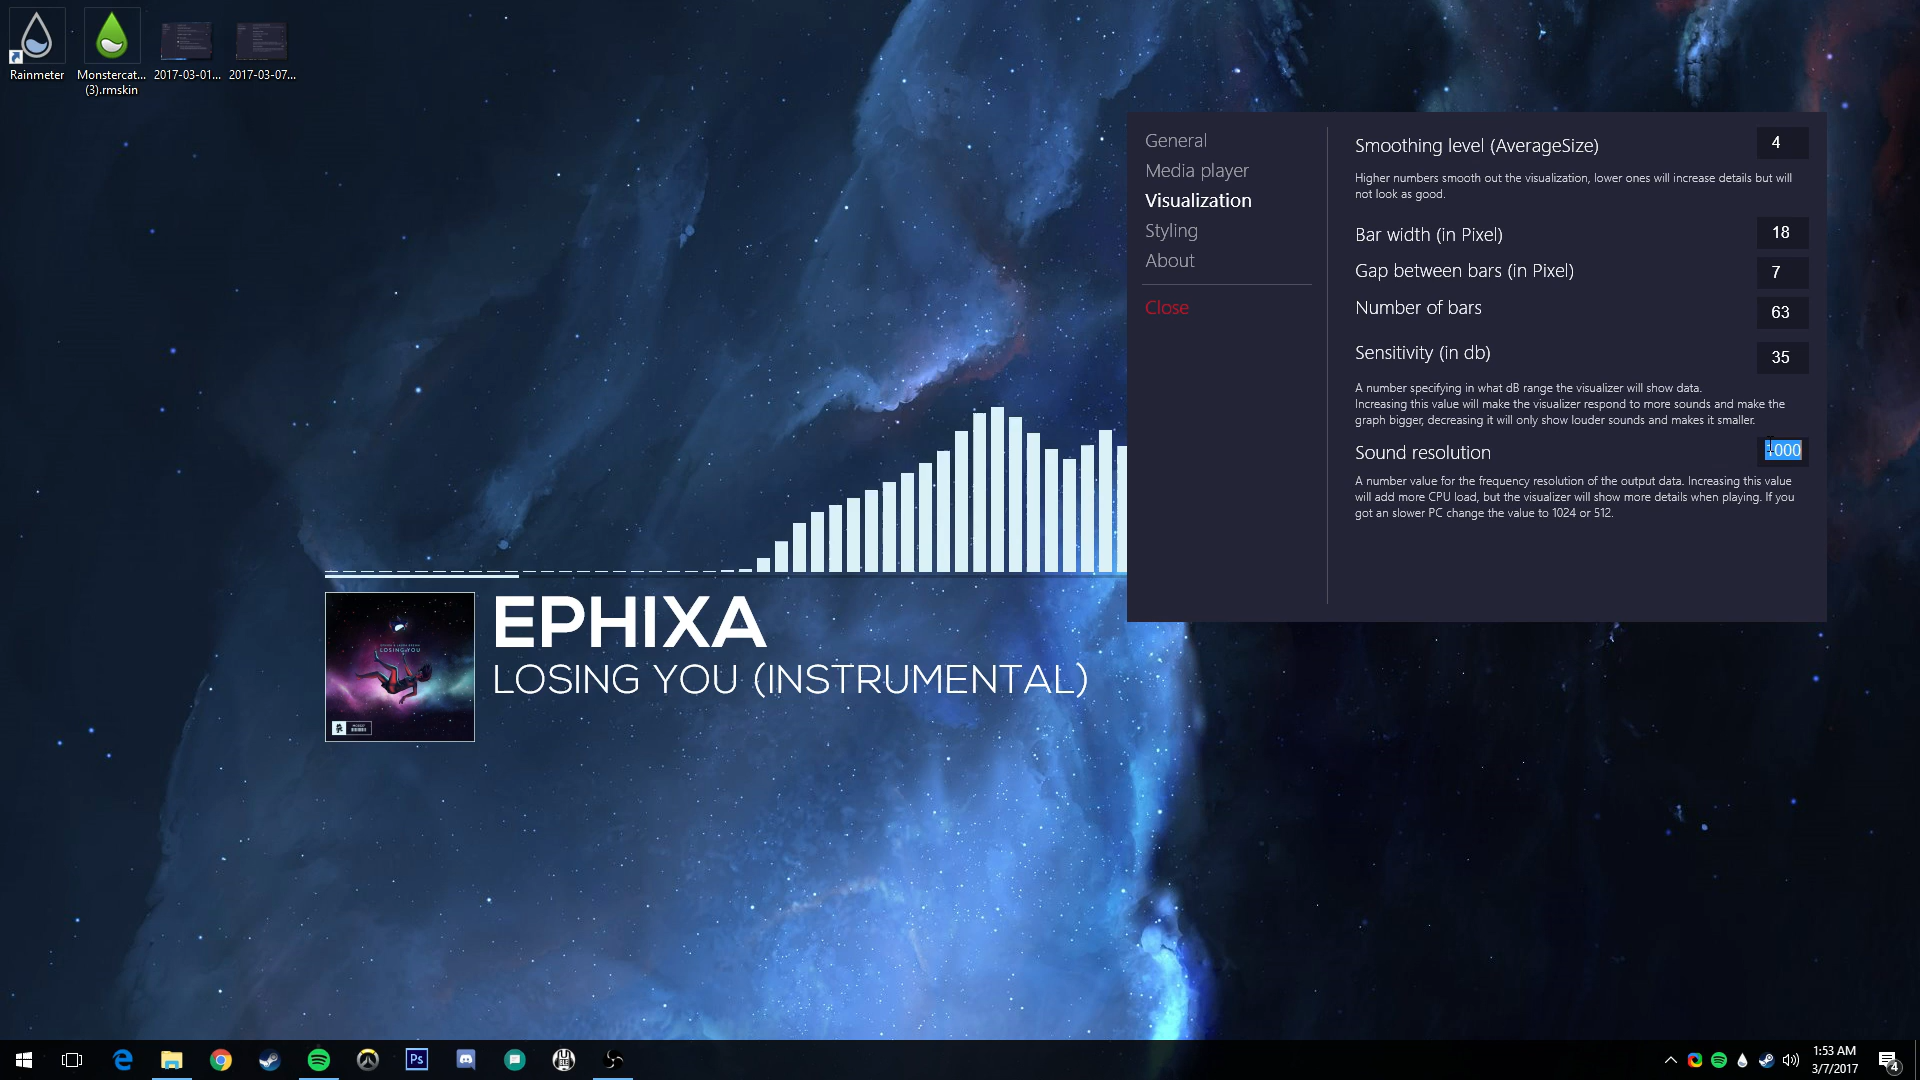 Rainmeter
Monstercat...
(3).rmskin
2017-03-01...
2017-03-07...
General
Media player
Visualization
Styling
About
Close
Smoothing level (AverageSize)
4
Higher numbers smooth out the visualization, lower ones will increase details but will
not look as good.
Bar width (in Pixel)
18
Gap between bars (in Pixel)
7
Number of bars
63
Sensitivity (in db)
35
A number specifying in what dB range the visualizer will show data.
Increasing this value will make the visualizer respond to more sounds and make the
graph bigger, decreasing it will only show louder sounds and makes it smaller.
Sound resolution
1000
A number value for the frequency resolution of the output data. Increasing this value
will add more CPU load, but the visualizer will show more details when playing. If you
got an slower PC change the value to 1024 or 512.
LOSING YOU
EPHIXA
LOSING YOU (INSTRUMENTAL)
Ps
1:53 AM
3/7/2017
4